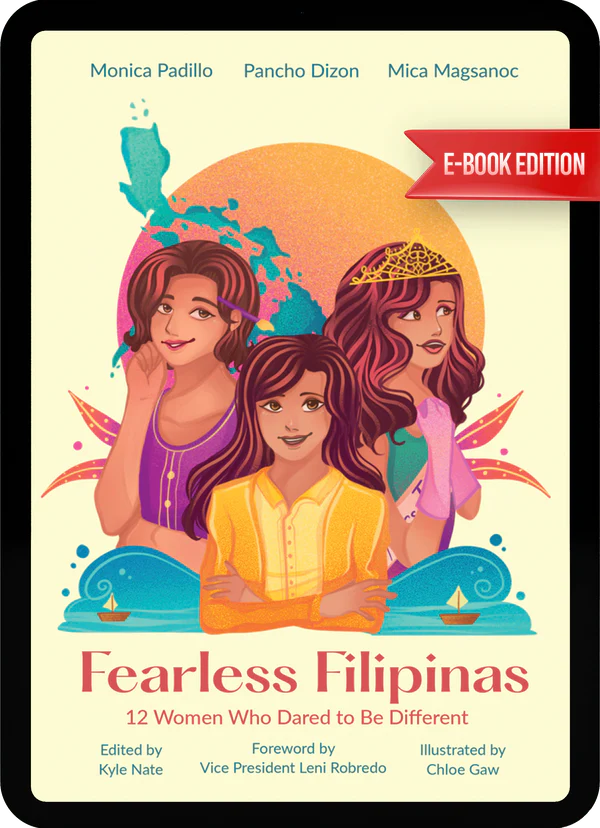 Monica Padillo Pancho Dizon Mica Magsanoc
E-BOOK EDITION
Fearless Filipinas
12 Women Who Dared to Be Different
Edited by
Kyle Nate
Foreword by
Vice President Leni Robredo
Illustrated by
Chloe Gaw